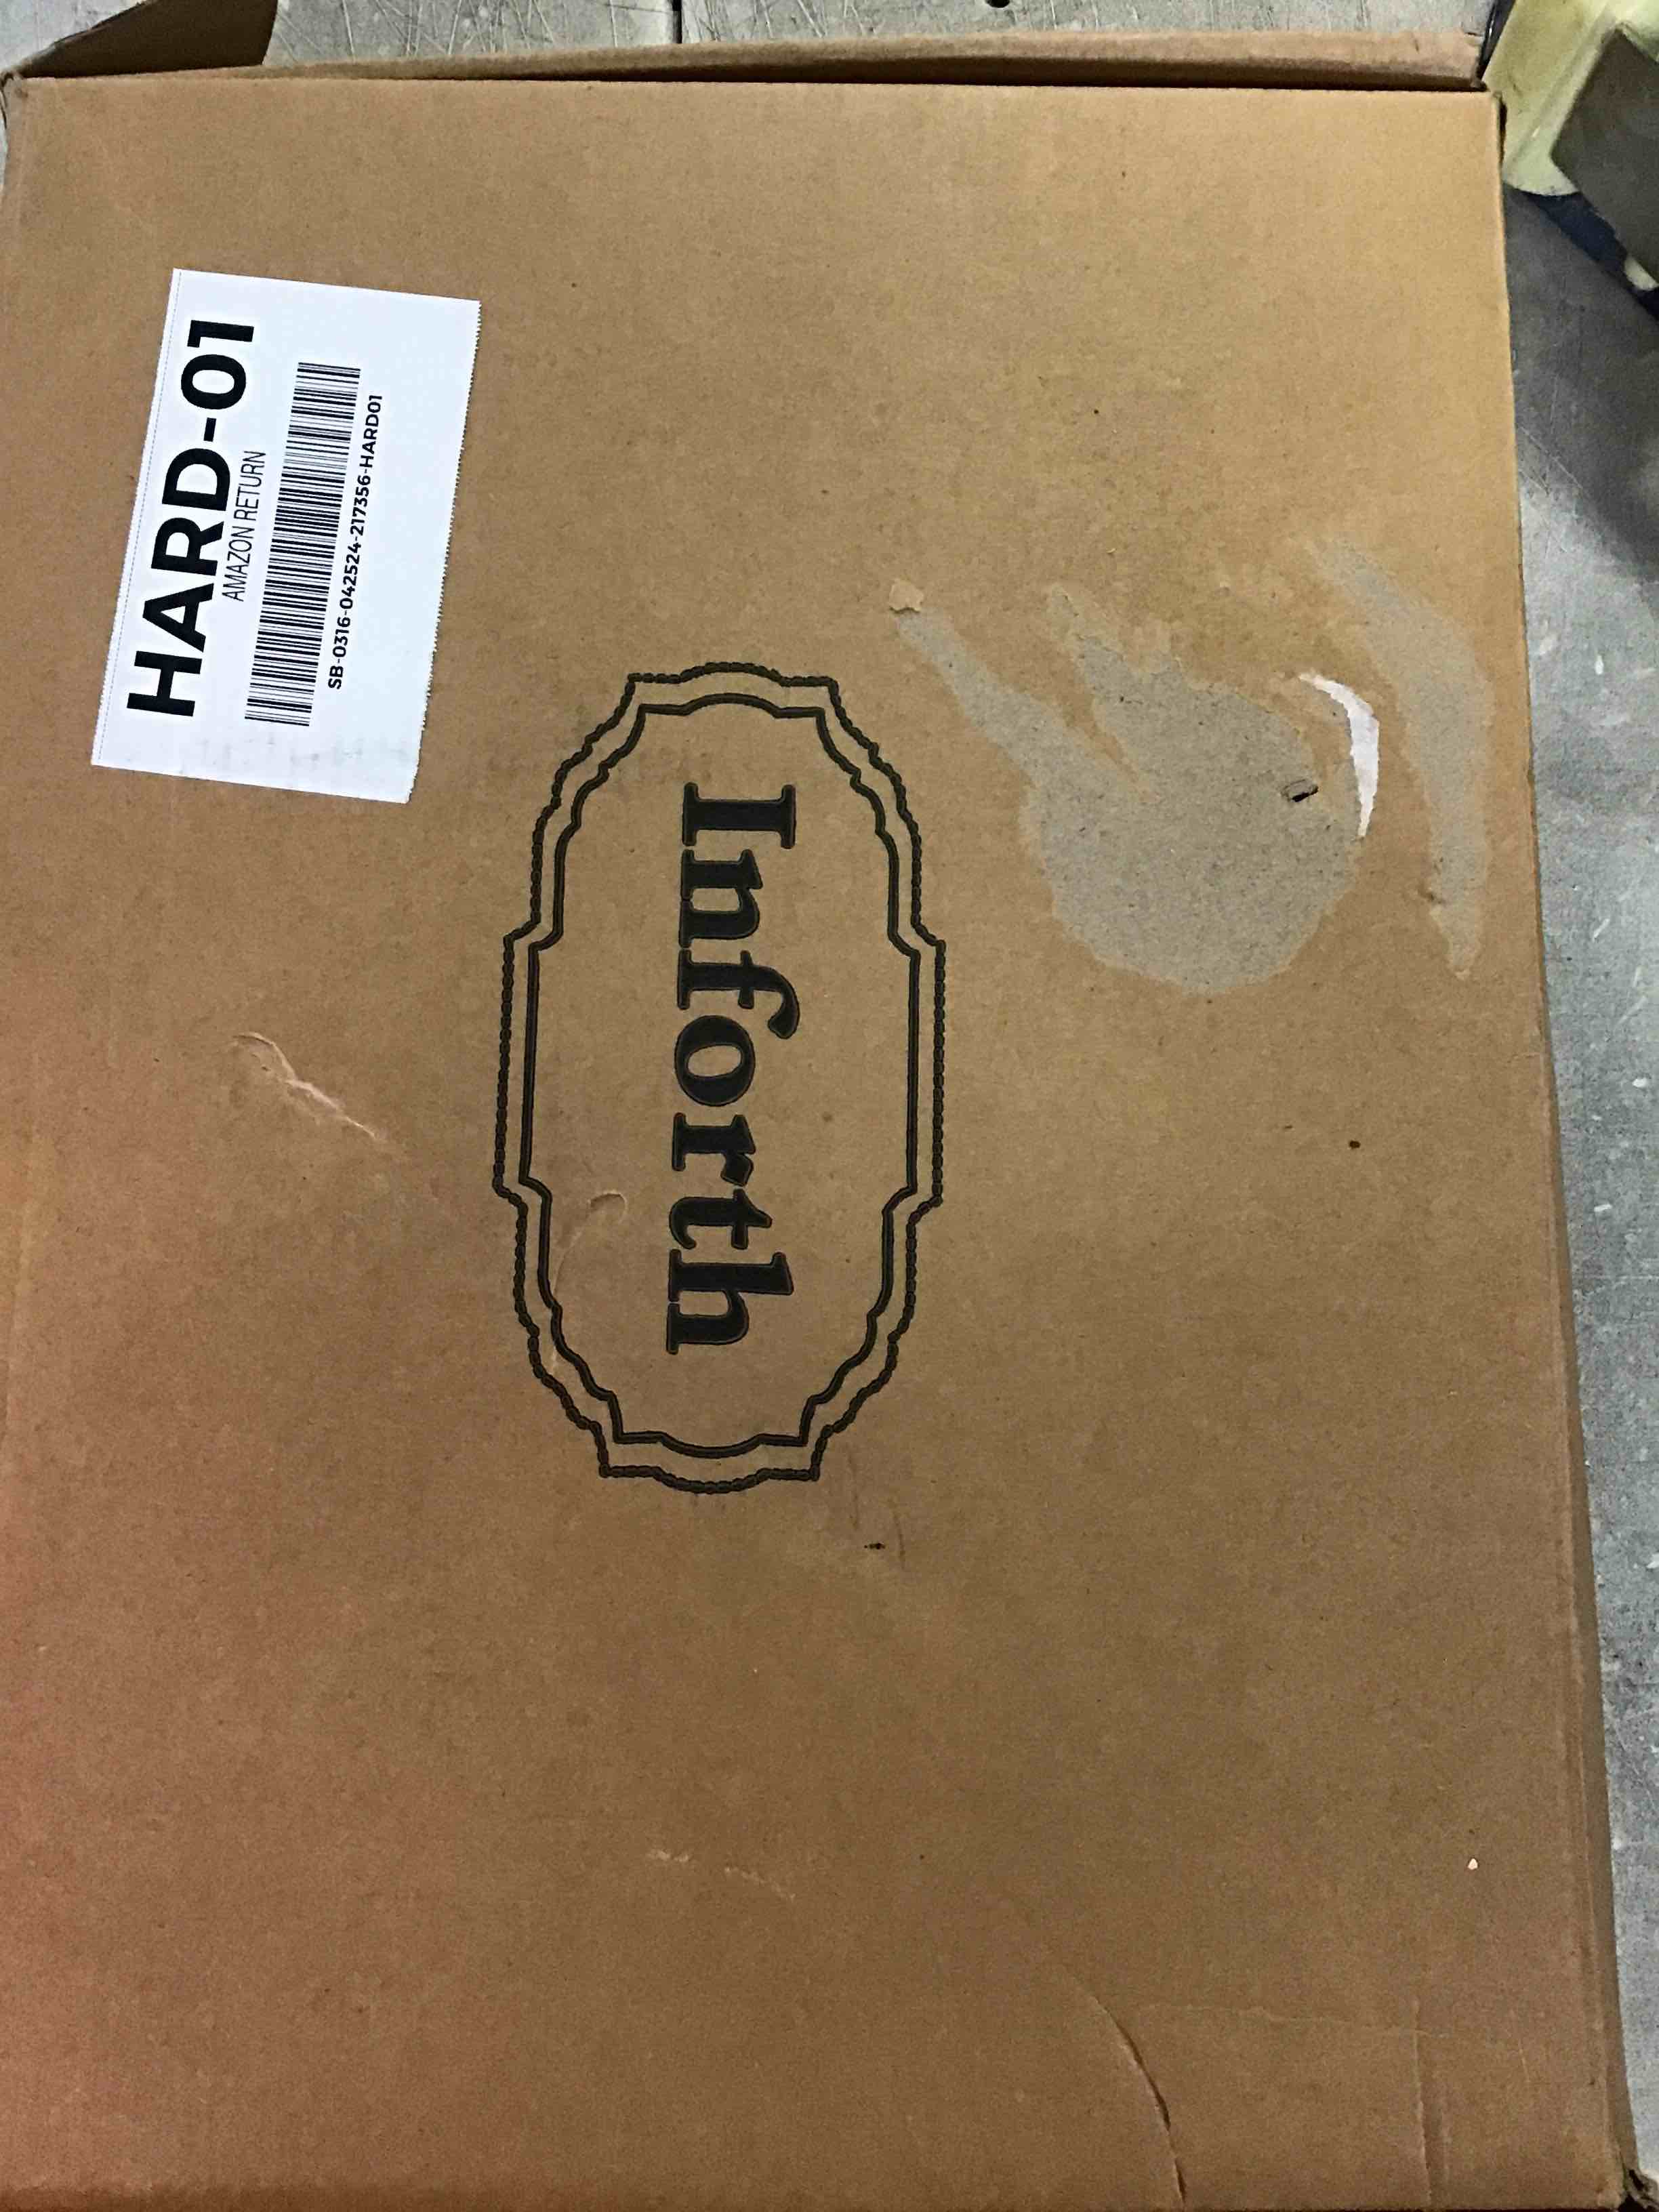 HARD-01
AMAZON RETURN
SB-0316-042524-217356-HARD01
Inforth